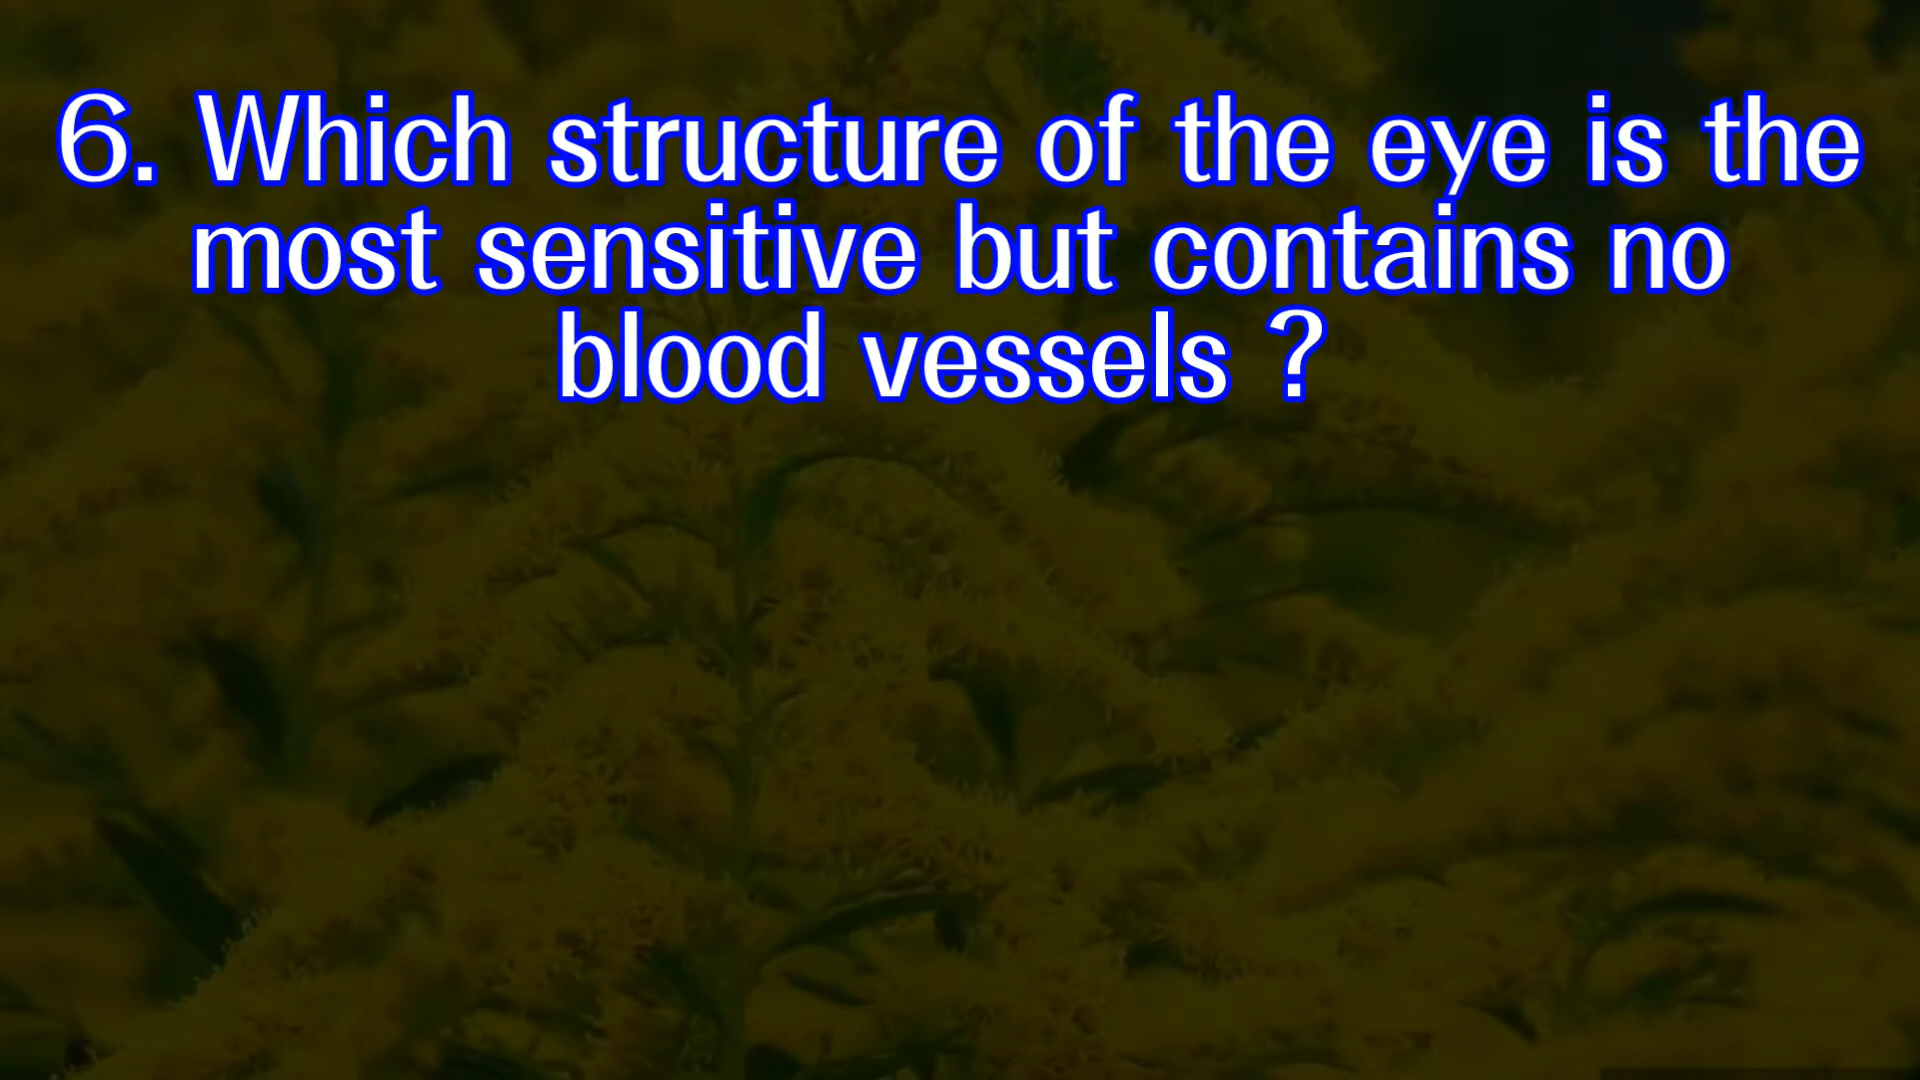 6. Which structure of the eye is the
most sensitive but contains no
blood vessels ?